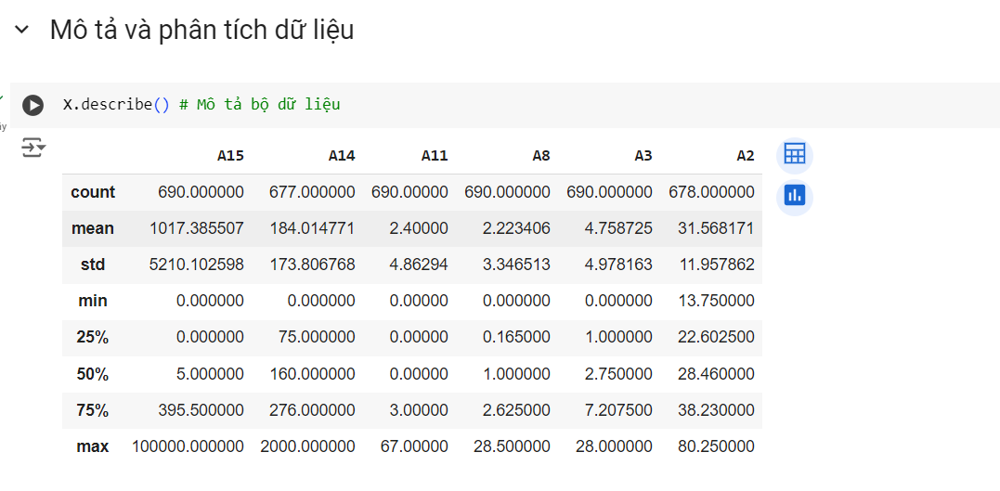 Mô tả và phân tích dữ liệu
X.describe() # Mô tả bộ dữ liệu
A15 A14 A11 A8 A3 A2
count 690.000000 677.000000 690.00000 690.000000 690.000000 678.000000
mean 1017.385507 184.014771 2.40000 2.223406 4.758725 31.568171
std 5210.102598 173.806768 4.86294 3.346513 4.978163 11.957862
min 0.000000 0.000000 0.00000 0.000000 0.000000 13.750000
25% 0.000000 75.000000 0.00000 0.165000 1.000000 22.602500
50% 5.000000 160.000000 0.00000 1.000000 2.750000 28.460000
75% 395.500000 276.000000 3.00000 2.625000 7.207500 38.230000
max 100000.000000 2000.000000 67.00000 28.500000 28.000000 80.250000